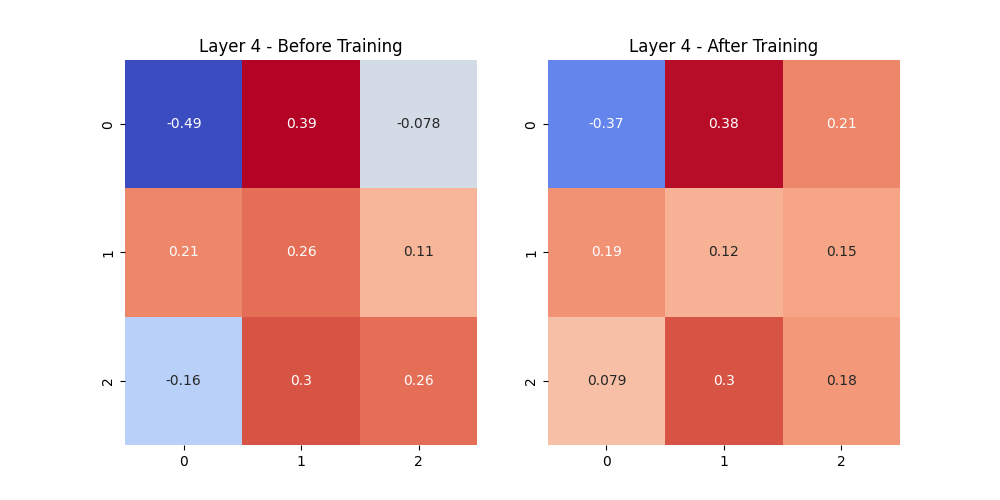 Layer 4 - Before Training
0 -0.49 0.39 -0.078
1 0.21 0.26 0.11
2 -0.16 0.3 0.26
0 1 2
Layer 4 - After Training
0 -0.37 0.38 0.21
1 0.19 0.12 0.15
2 0.079 0.3 0.18
0 1 2